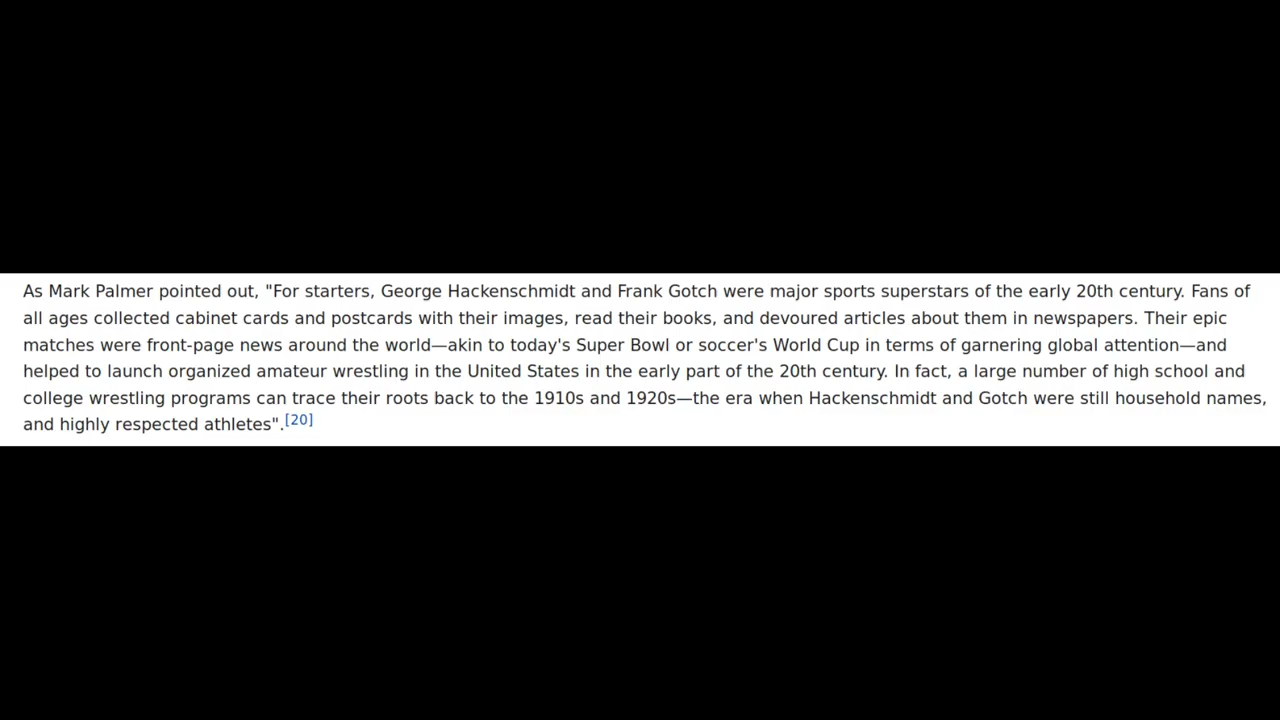 As Mark Palmer pointed out, "For starters, George Hackenschmidt and Frank Gotch were major sports superstars of the early 20th century. Fans of
all ages collected cabinet cards and postcards with their images, read their books, and devoured articles about them in newspapers. Their epic
matches were front-page news around the world—akin to today's Super Bowl or soccer's World Cup in terms of garnering global attention—and
helped to launch organized amateur wrestling in the United States in the early part of the 20th century. In fact, a large number of high school and
college wrestling programs can trace their roots back to the 1910s and 1920s—the era when Hackenschmidt and Gotch were still household names,
and highly respected athletes".[20]